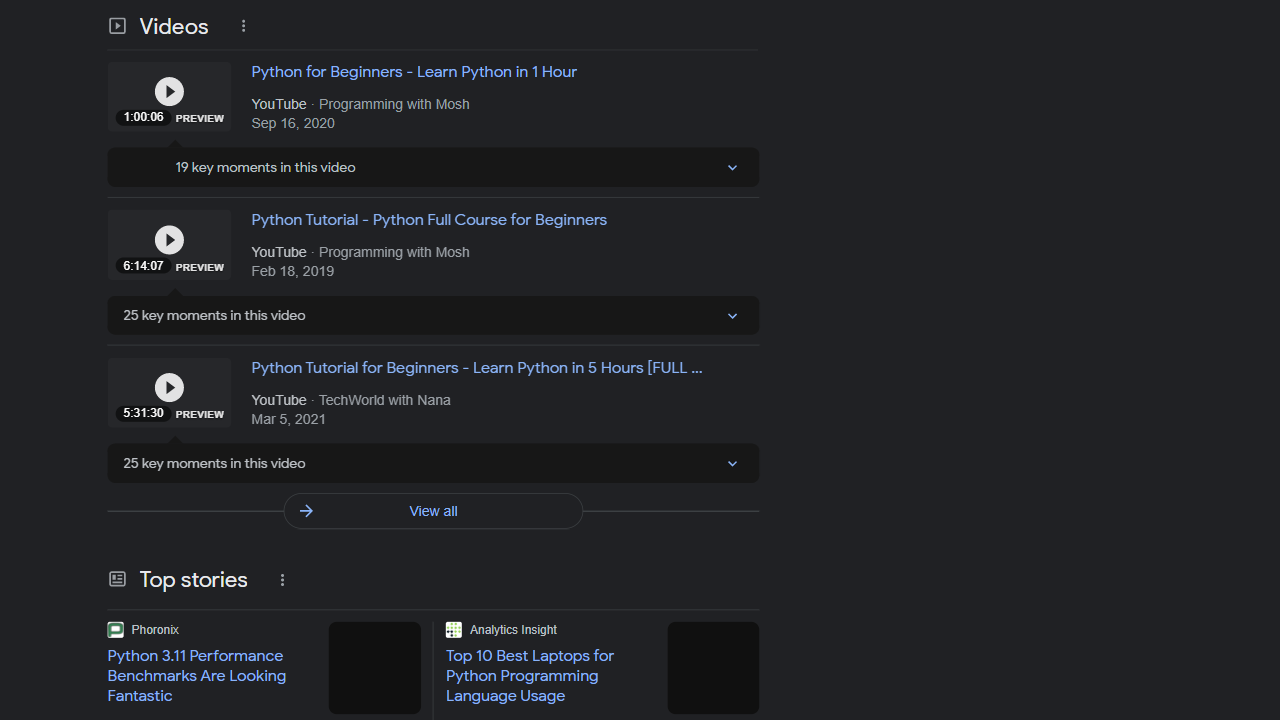 Videos
Python for Beginners - Learn Python in 1 Hour
YouTube · Programming with Mosh
Sep 16, 2020
1:00:06 PREVIEW
19 key moments in this video
Python Tutorial - Python Full Course for Beginners
YouTube · Programming with Mosh
Feb 18, 2019
6:14:07 PREVIEW
25 key moments in this video
Python Tutorial for Beginners - Learn Python in 5 Hours [FULL ...
YouTube · TechWorld with Nana
Mar 5, 2021
5:31:30 PREVIEW
25 key moments in this video
View all
Top stories
Phoronix
Python 3.11 Performance
Benchmarks Are Looking
Fantastic
Analytics Insight
Top 10 Best Laptops for
Python Programming
Language Usage